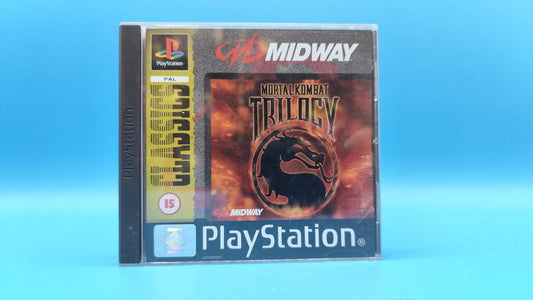 PlayStation
PlayStation
PAL
CLASSICS
15
MIDWAY
MORTAL KOMBAT
TRILOGY
MIDWAY
PlayStation®